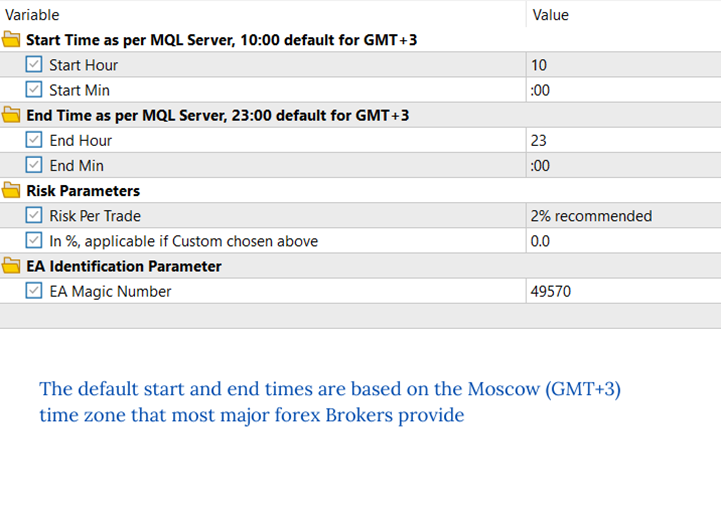 Variable Value
Start Time as per MQL Server, 10:00 default for GMT+3
Start Hour 10
Start Min :00
End Time as per MQL Server, 23:00 default for GMT+3
End Hour 23
End Min :00
Risk Parameters
Risk Per Trade 2% recommended
In %, applicable if Custom chosen above 0.0
EA Identification Parameter
EA Magic Number 49570
The default start and end times are based on the Moscow (GMT+3)
time zone that most major forex Brokers provide